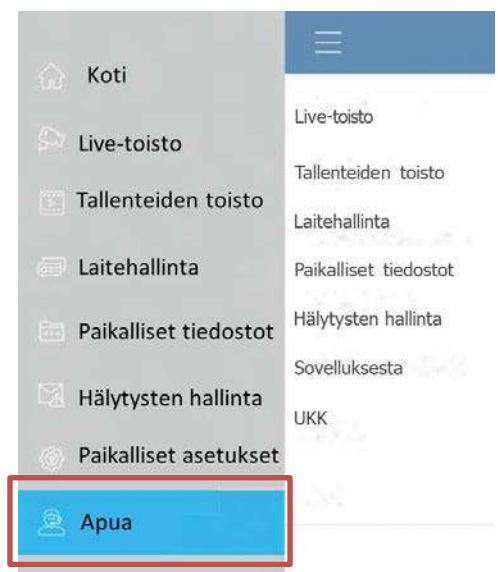 Koti
Live-toisto
Tallenteiden toisto
Laitehallinta
Paikalliset tiedostot
Hälytysten hallinta
Paikalliset asetukset
Apua
Live-toisto
Tallenteiden toisto
Laitehallinta
Paikalliset tiedostot
Hälytysten hallinta
Sovelluksesta
UKK